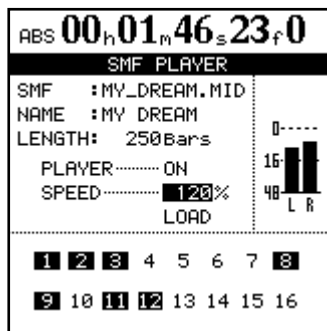 ABS 00h01m46s23f0
SMF PLAYER
SMF :MY_DREAM.MID
NAME :MY DREAM
LENGTH: 250Bars
PLAYER········· ON
SPEED·········· 120%
LOAD
0-----
16-
48-
L R
1 2 3 4 5 6 7 8
9 10 11 12 13 14 15 16